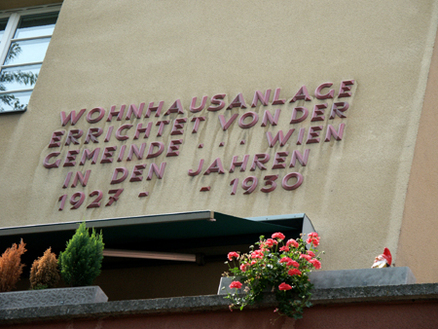 WOHNHAUSANLAGE
ERRICHTET . VON DER
GEMEINDE . . . WIEN
IN DEN JAHREN
1927 - - 1930